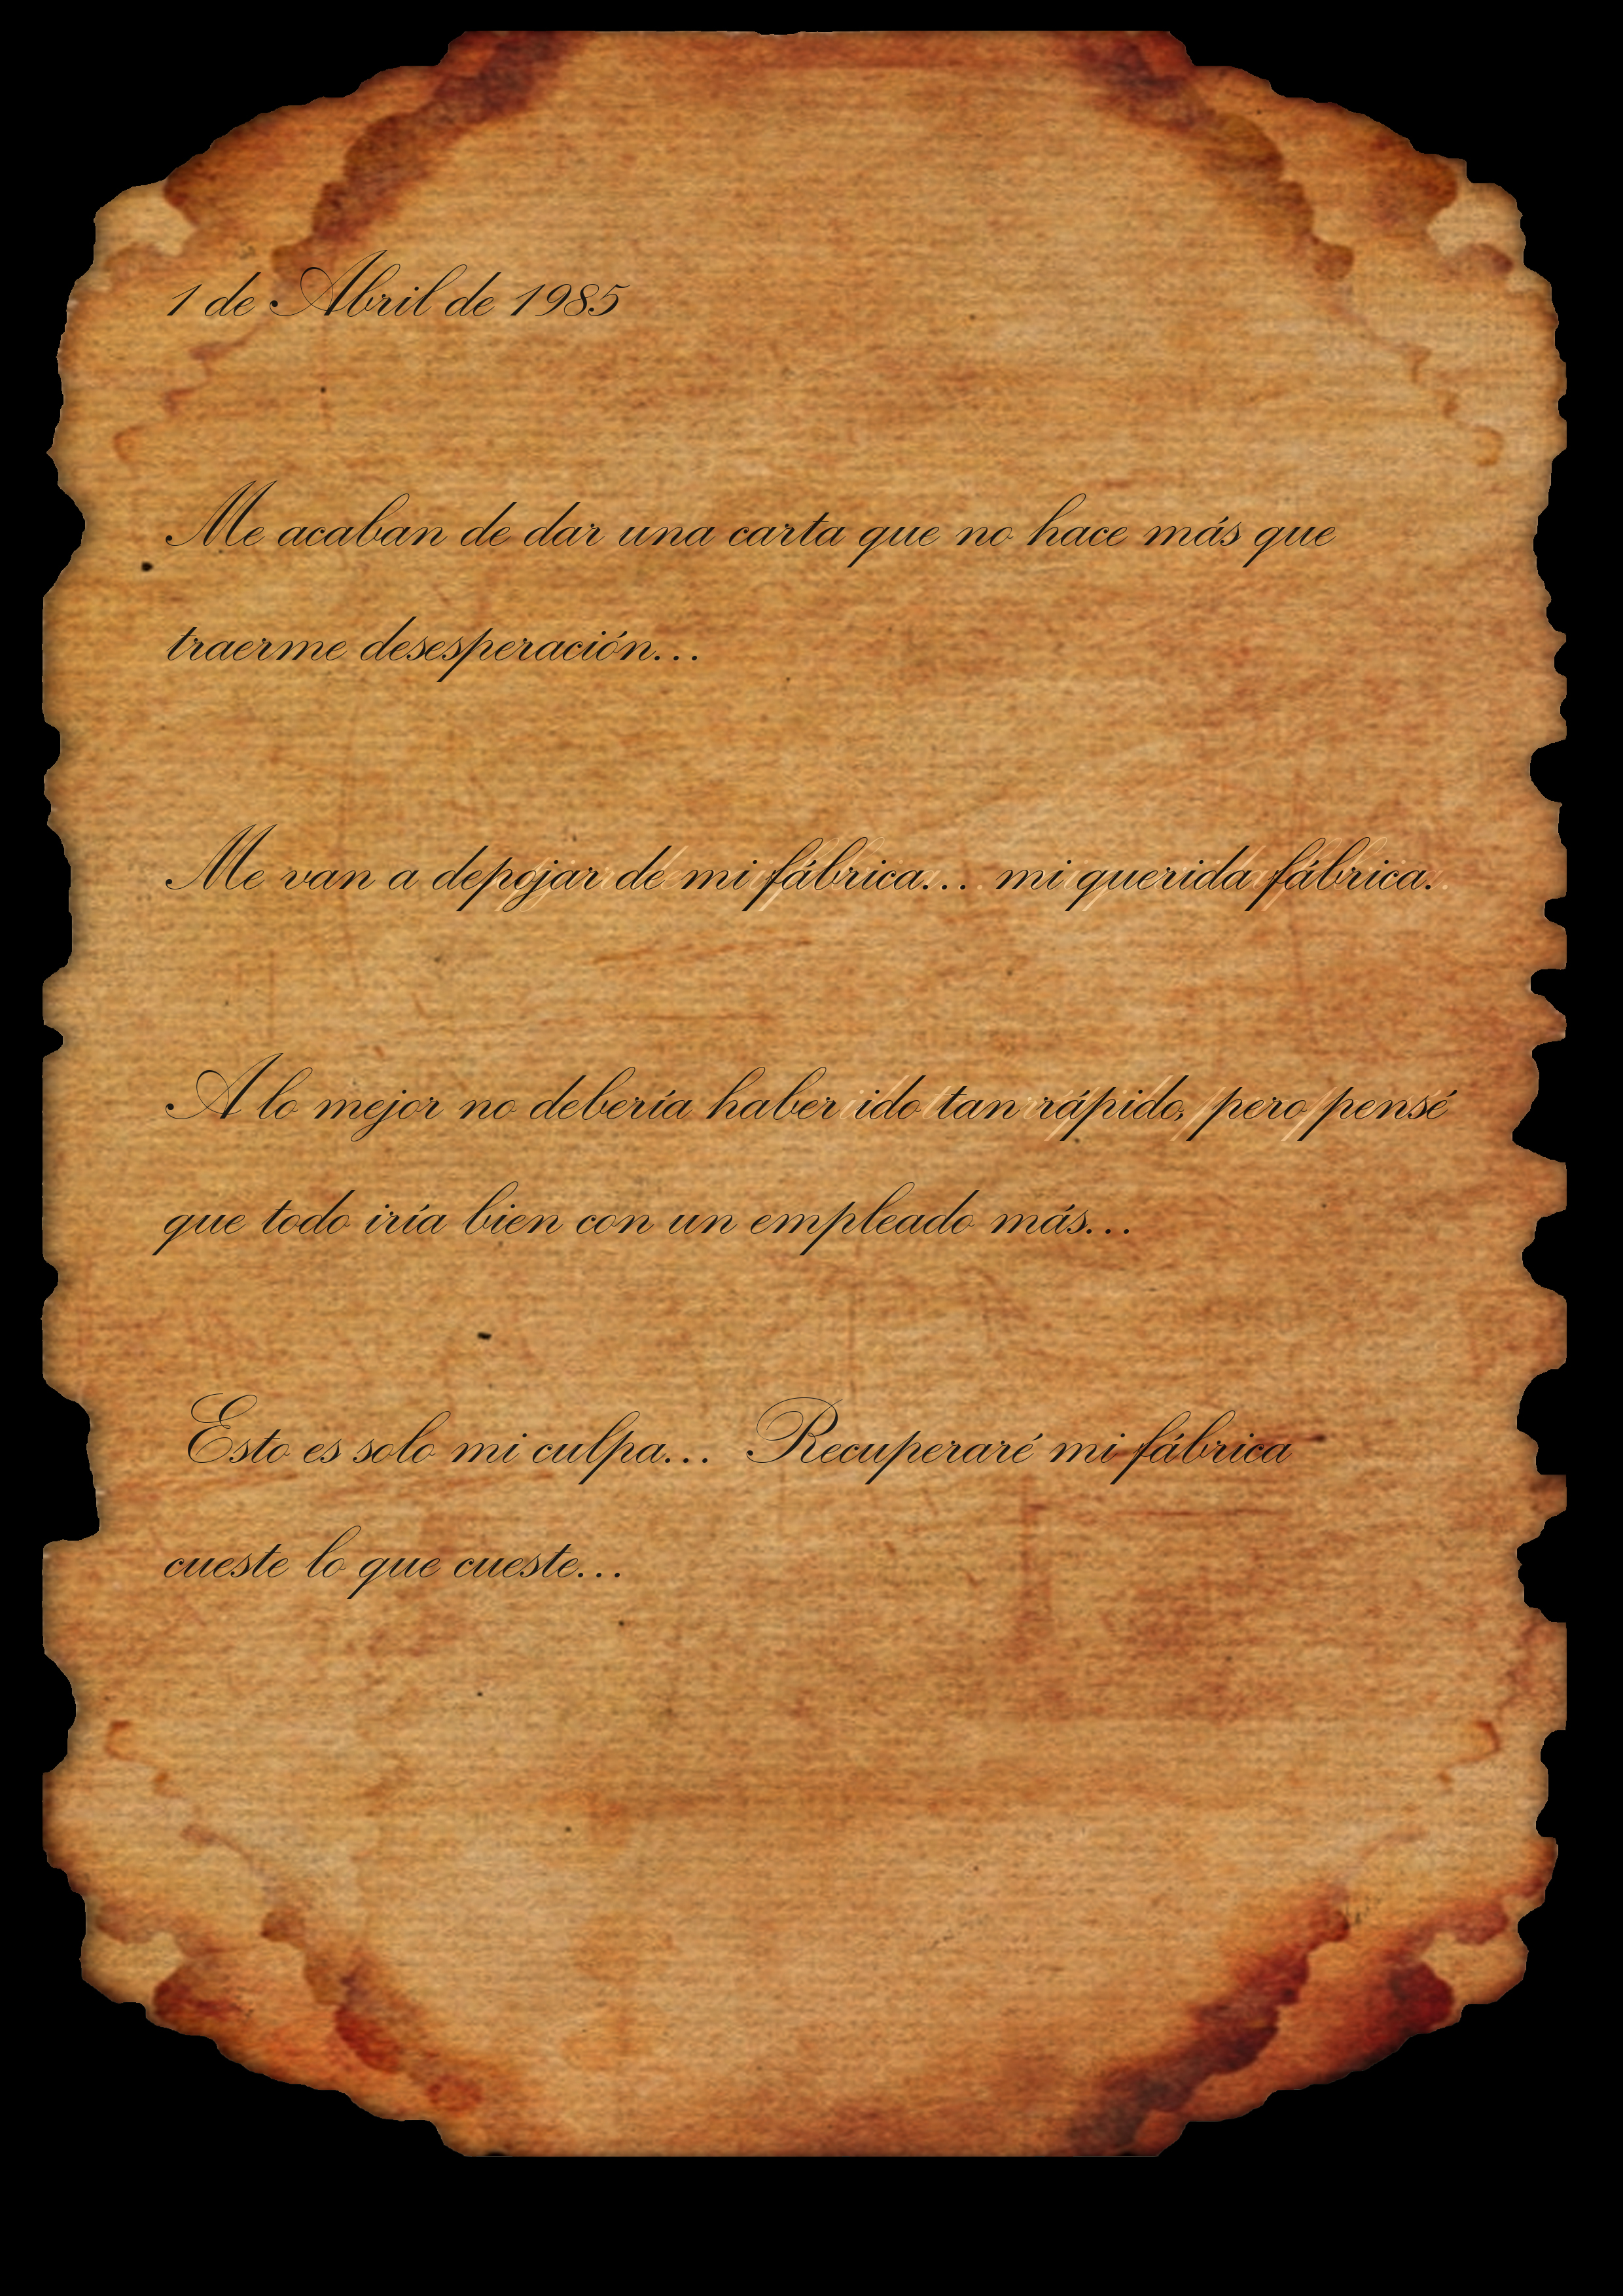 1 de Abril de 1985
Me acaban de dar una carta que no hace más que
traerme desesperación...
Me van a depojar de mi fábrica... mi querida fábrica.
A lo mejor no debería haber ido tan rápido, pero pensé
que todo iría bien con un empleado más...
Esto es solo mi culpa... Recuperaré mi fábrica
cueste lo que cueste...